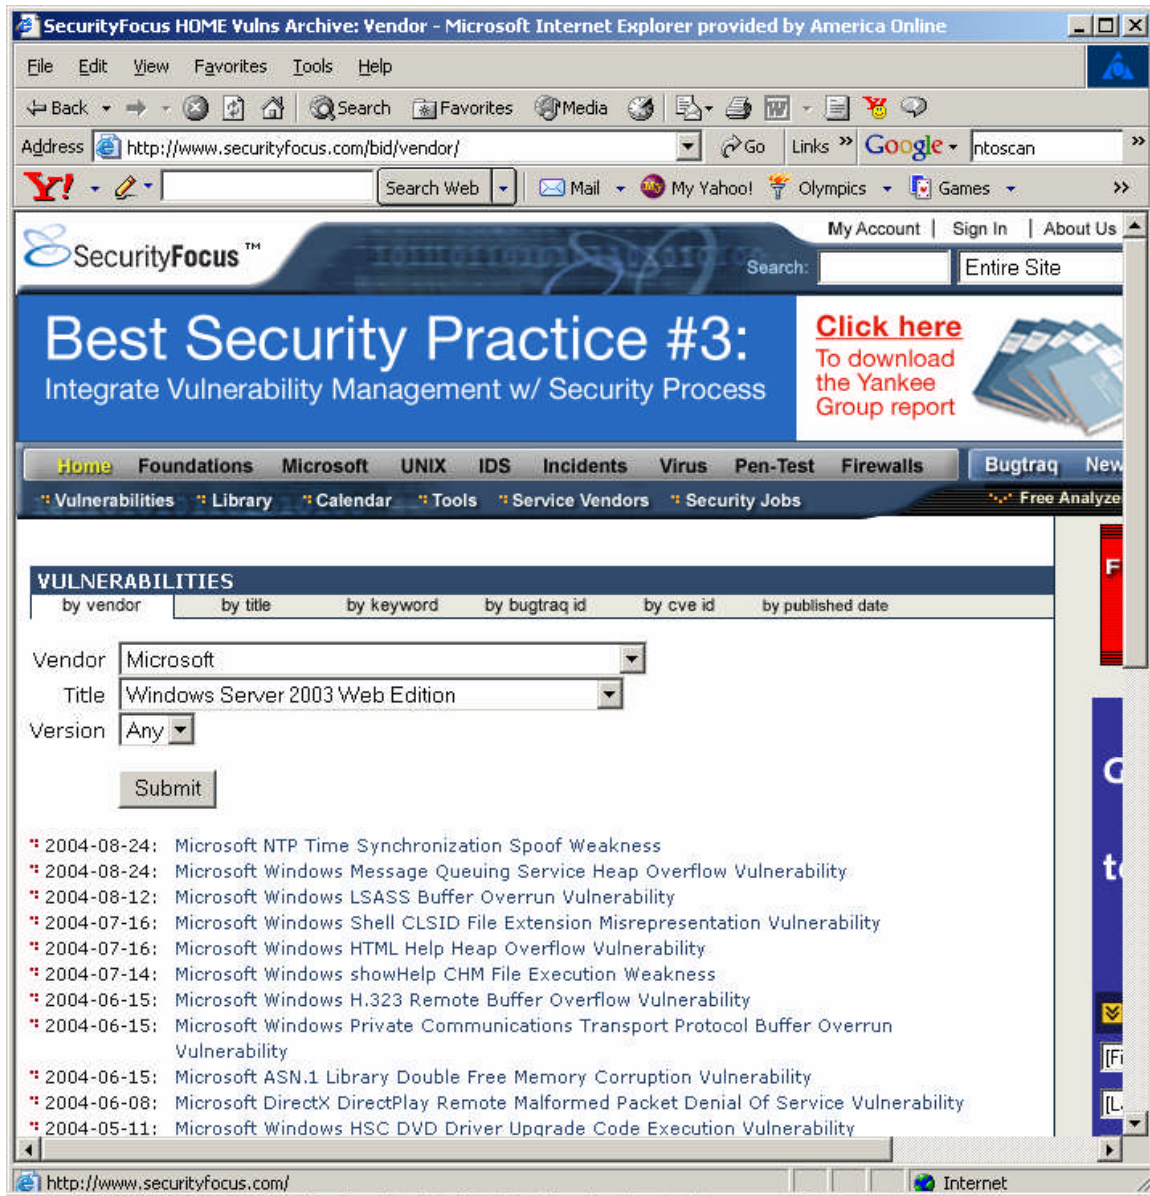 SecurityFocus HOME Vulns Archive: Vendor - Microsoft Internet Explorer provided by America Online
File Edit View Favorites Tools Help
Back Search Favorites Media
Address http://www.securityfocus.com/bid/vendor/ Go Links » Google ntoscan »
Y! Search Web Mail My Yahoo! Olympics Games »
My Account | Sign In | About Us
SecurityFocus™
Search: Entire Site
Best Security Practice #3:
Integrate Vulnerability Management w/ Security Process
Click here
To download
the Yankee
Group report
Home Foundations Microsoft UNIX IDS Incidents Virus Pen-Test Firewalls Bugtraq New
Vulnerabilities Library Calendar Tools Service Vendors Security Jobs Free Analyze
F
VULNERABILITIES
by vendor by title by keyword by bugtraq id by cve id by published date
Vendor Microsoft
Title Windows Server 2003 Web Edition
Version Any
G
Submit
2004-08-24: Microsoft NTP Time Synchronization Spoof Weakness
2004-08-24: Microsoft Windows Message Queuing Service Heap Overflow Vulnerability
2004-08-12: Microsoft Windows LSASS Buffer Overrun Vulnerability
2004-07-16: Microsoft Windows Shell CLSID File Extension Misrepresentation Vulnerability
2004-07-16: Microsoft Windows HTML Help Heap Overflow Vulnerability
2004-07-14: Microsoft Windows showHelp CHM File Execution Weakness
2004-06-15: Microsoft Windows H.323 Remote Buffer Overflow Vulnerability
2004-06-15: Microsoft Windows Private Communications Transport Protocol Buffer Overrun
Vulnerability
[Fi
2004-06-15: Microsoft ASN.1 Library Double Free Memory Corruption Vulnerability
2004-06-08: Microsoft DirectX DirectPlay Remote Malformed Packet Denial Of Service Vulnerability
2004-05-11: Microsoft Windows HSC DVD Driver Upgrade Code Execution Vulnerability
http://www.securityfocus.com/ Internet